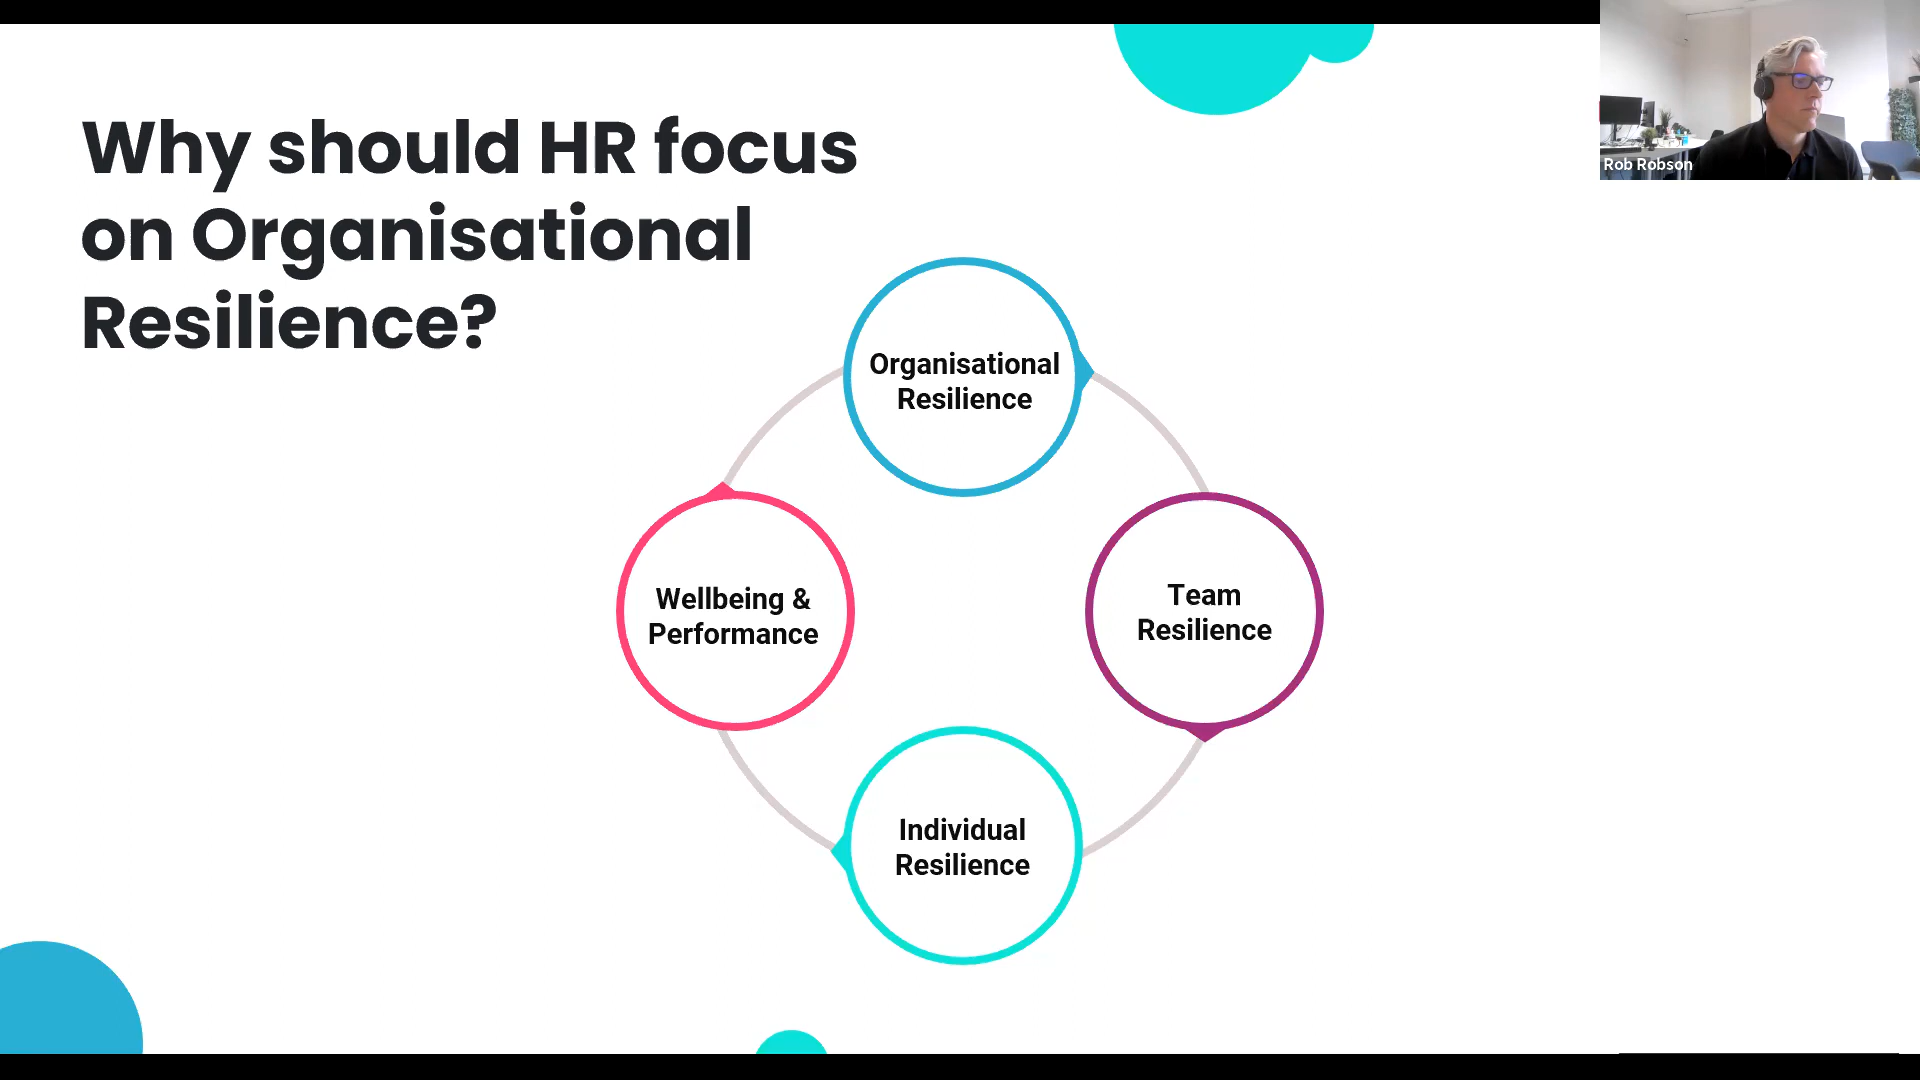 Why should HR focus
on Organisational
Resilience?
Rob Robson
Organisational
Resilience
Team
Resilience
Individual
Resilience
Wellbeing &
Performance